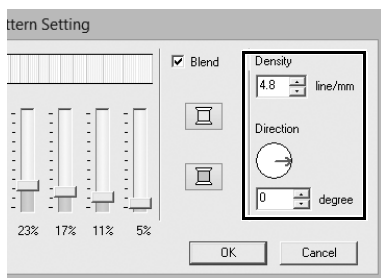 ttern Setting
Blend
Density
4.8 line/mm
Direction
0 degree
23% 17% 11% 5%
OK Cancel